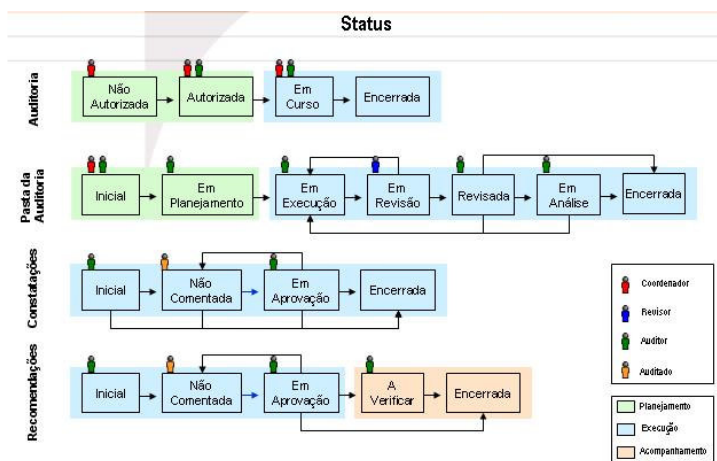 Status
Auditoria
Não
Autorizada
Autorizada
Em
Curso
Encerrada
Pasta da
Auditoria
Inicial
Em
Planejamento
Em
Execução
Em
Revisão
Revisada
Em
Análise
Encerrada
Constatações
Inicial
Não
Comentada
Em
Aprovação
Encerrada
Recomendações
Inicial
Não
Comentada
Em
Aprovação
A
Verificar
Encerrada
Coordenador
Revisor
Auditor
Auditado
Planejamento
Execução
Acompanhamento